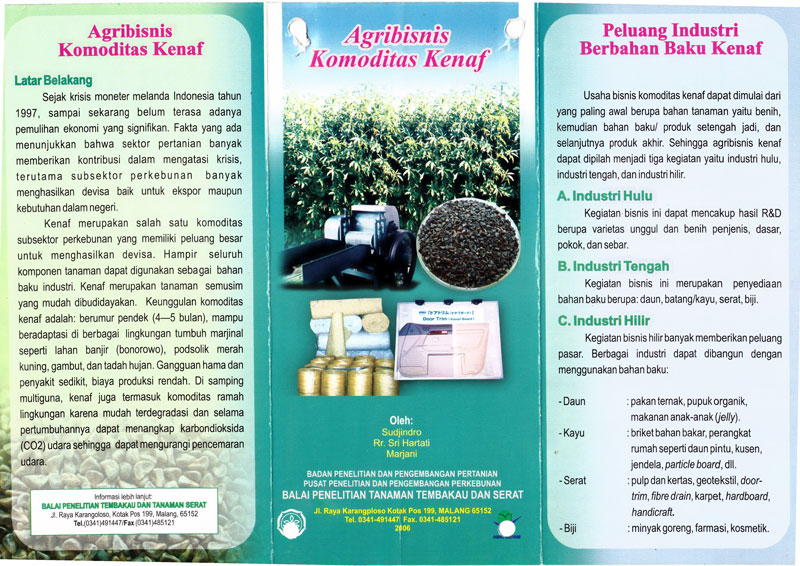 Agribisnis
Komoditas Kenaf
Latar Belakang
Sejak krisis moneter melanda Indonesia tahun
1997, sampai sekarang belum terasa adanya
pemulihan ekonomi yang signifikan. Fakta yang ada
menunjukkan bahwa sektor pertanian banyak
memberikan kontribusi dalam mengatasi krisis,
terutama subsektor perkebunan banyak
menghasilkan devisa baik untuk ekspor maupun
kebutuhan dalam negeri.
Kenaf merupakan salah satu komoditas
subsektor perkebunan yang memiliki peluang besar
untuk menghasilkan devisa. Hampir seluruh
komponen tanaman dapat digunakan sebagai bahan
baku industri. Kenaf merupakan tanaman semusim
yang mudah dibudidayakan. Keunggulan komoditas
kenaf adalah: berumur pendek (4—5 bulan), mampu
beradaptasi di berbagai lingkungan tumbuh marjinal
seperti lahan banjir (bonorowo), podsolik merah
kuning, gambut, dan tadah hujan. Gangguan hama dan
penyakit sedikit, biaya produksi rendah. Di samping
multiguna, kenaf juga termasuk komoditas ramah
lingkungan karena mudah terdegradasi dan selama
pertumbuhannya dapat menangkap karbondioksida
(CO2) udara sehingga dapat mengurangi pencemaran
udara.
Informasi lebih lanjut:
BALAI PENELITIAN TEMBAKAU DAN TANAMAN SERAT
Jl. Raya Karangploso, Kotak Pos 199, Malang, 65152
Tel.(0341)491447/Fax.(0341)485121
Agribisnis
Komoditas Kenaf
Door Trim (Kenaf Board)
Oleh:
Sudjindro
Rr. Sri Hartati
Marjani
BADAN PENELITIAN DAN PENGEMBANGAN PERTANIAN
PUSAT PENELITIAN DAN PENGEMBANGAN PERKEBUNAN
BALAI PENELITIAN TANAMAN TEMBAKAU DAN SERAT
Jl. Raya Karangploso Kotak Pos 199, MALANG 65152
Tel. 0341-491447/ Fax. 0341-485121
2006
Peluang Industri
Berbahan Baku Kenaf
Usaha bisnis komoditas kenaf dapat dimulai dari
yang paling awal berupa bahan tanaman yaitu benih,
kemudian bahan baku/ produk setengah jadi, dan
selanjutnya produk akhir. Sehingga agribisnis kenaf
dapat dipilah menjadi tiga kegiatan yaitu industri hulu,
industri tengah, dan industri hilir.
A. Industri Hulu
Kegiatan bisnis ini dapat mencakup hasil R&D
berupa varietas unggul dan benih penjenis, dasar,
pokok, dan sebar.
B. Industri Tengah
Kegiatan bisnis ini merupakan penyediaan
bahan baku berupa: daun, batang/kayu, serat, biji.
C. Industri Hilir
Kegiatan bisnis hilir banyak memberikan peluang
pasar. Berbagai industri dapat dibangun dengan
menggunakan bahan baku:
- Daun : pakan ternak, pupuk organik,
makanan anak-anak (jelly).
- Kayu : briket bahan bakar, perangkat
rumah seperti daun pintu, kusen,
jendela, particle board, dll.
- Serat : pulp dan kertas, geotekstil, door-
trim, fibre drain, karpet, hardboard,
handicraft.
- Biji : minyak goreng, farmasi, kosmetik.